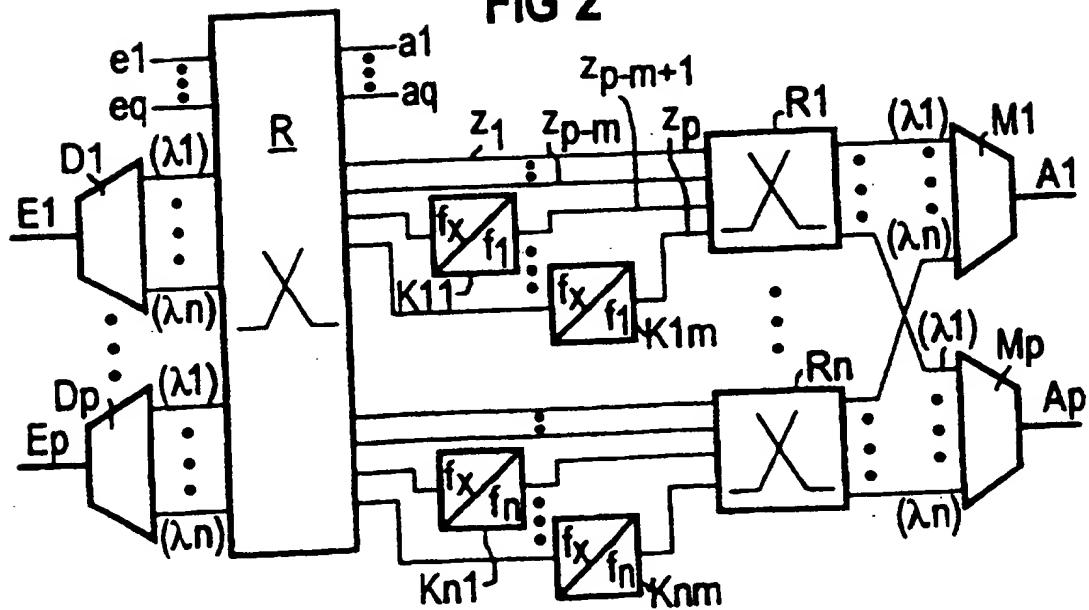 FIG 2
e1
eq
a1
aq
R
z1
zp-m
zp-m+1
zp
R1
(λ1)
M1
A1
(λn)
D1
(λ1)
E1
(λn)
fx
f1
K11
fx
f1
K1m
Dp
(λ1)
Ep
(λn)
Rn
(λ1)
Mp
Ap
(λn)
fx
fn
Kn1
fx
fn
Knm